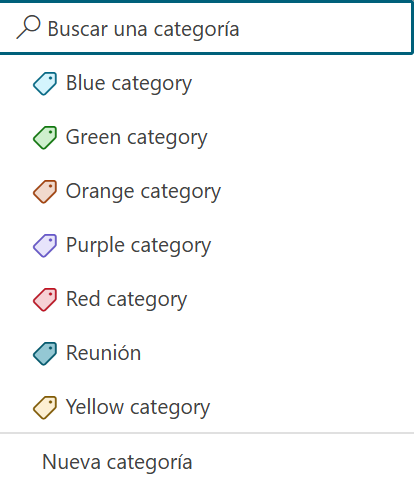 Buscar una categoría
Blue category
Green category
Orange category
Purple category
Red category
Reunión
Yellow category
Nueva categoría